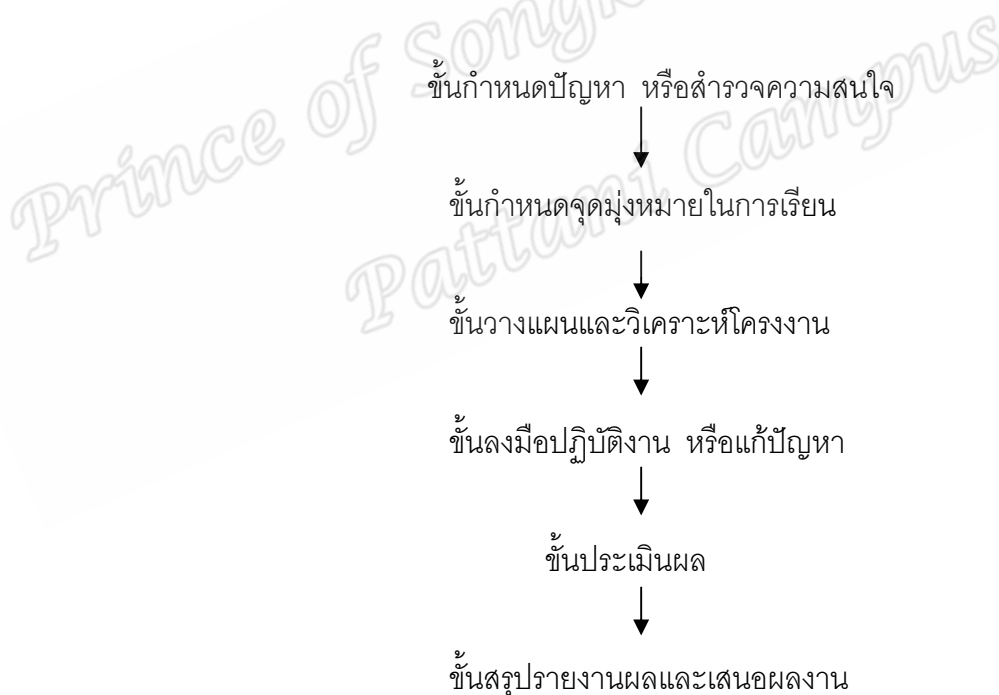 Prince of Songkla
Pattani Campus
ขั้นกำหนดปัญหา หรือสำรวจความสนใจ
ขั้นกำหนดจุดมุ่งหมายในการเรียน
ขั้นวางแผนและวิเคราะห์โครงงาน
ขั้นลงมือปฏิบัติงาน หรือแก้ปัญหา
ขั้นประเมินผล
ขั้นสรุปรายงานผลและเสนอผลงาน